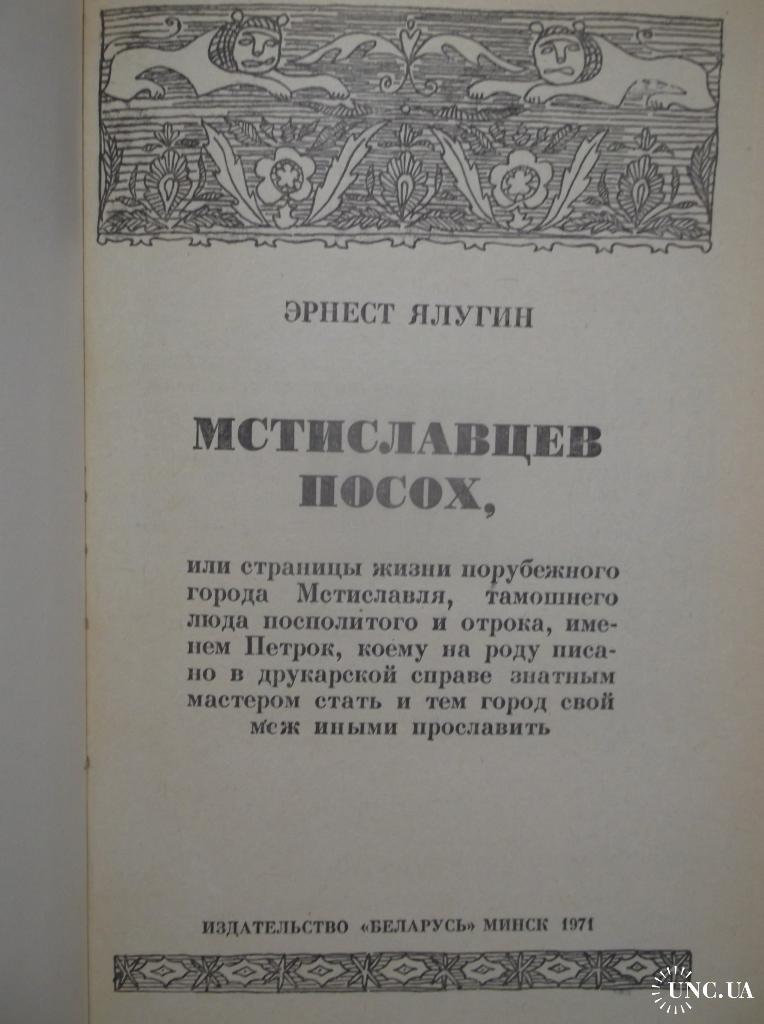 ЭРНЕСТ ЯЛУГИН
МСТИСЛАВЦЕВ
ПОСОХ,
или страницы жизни порубежного
города Мстиславля, тамошнего
люда посполитого и отрока, име-
нем Петрок, коему на роду писа-
но в друкарской справе знатным
мастером стать и тем город свой
меж иными прославить
ИЗДАТЕЛЬСТВО «БЕЛАРУСЬ» МИНСК 1971
UNC.UA